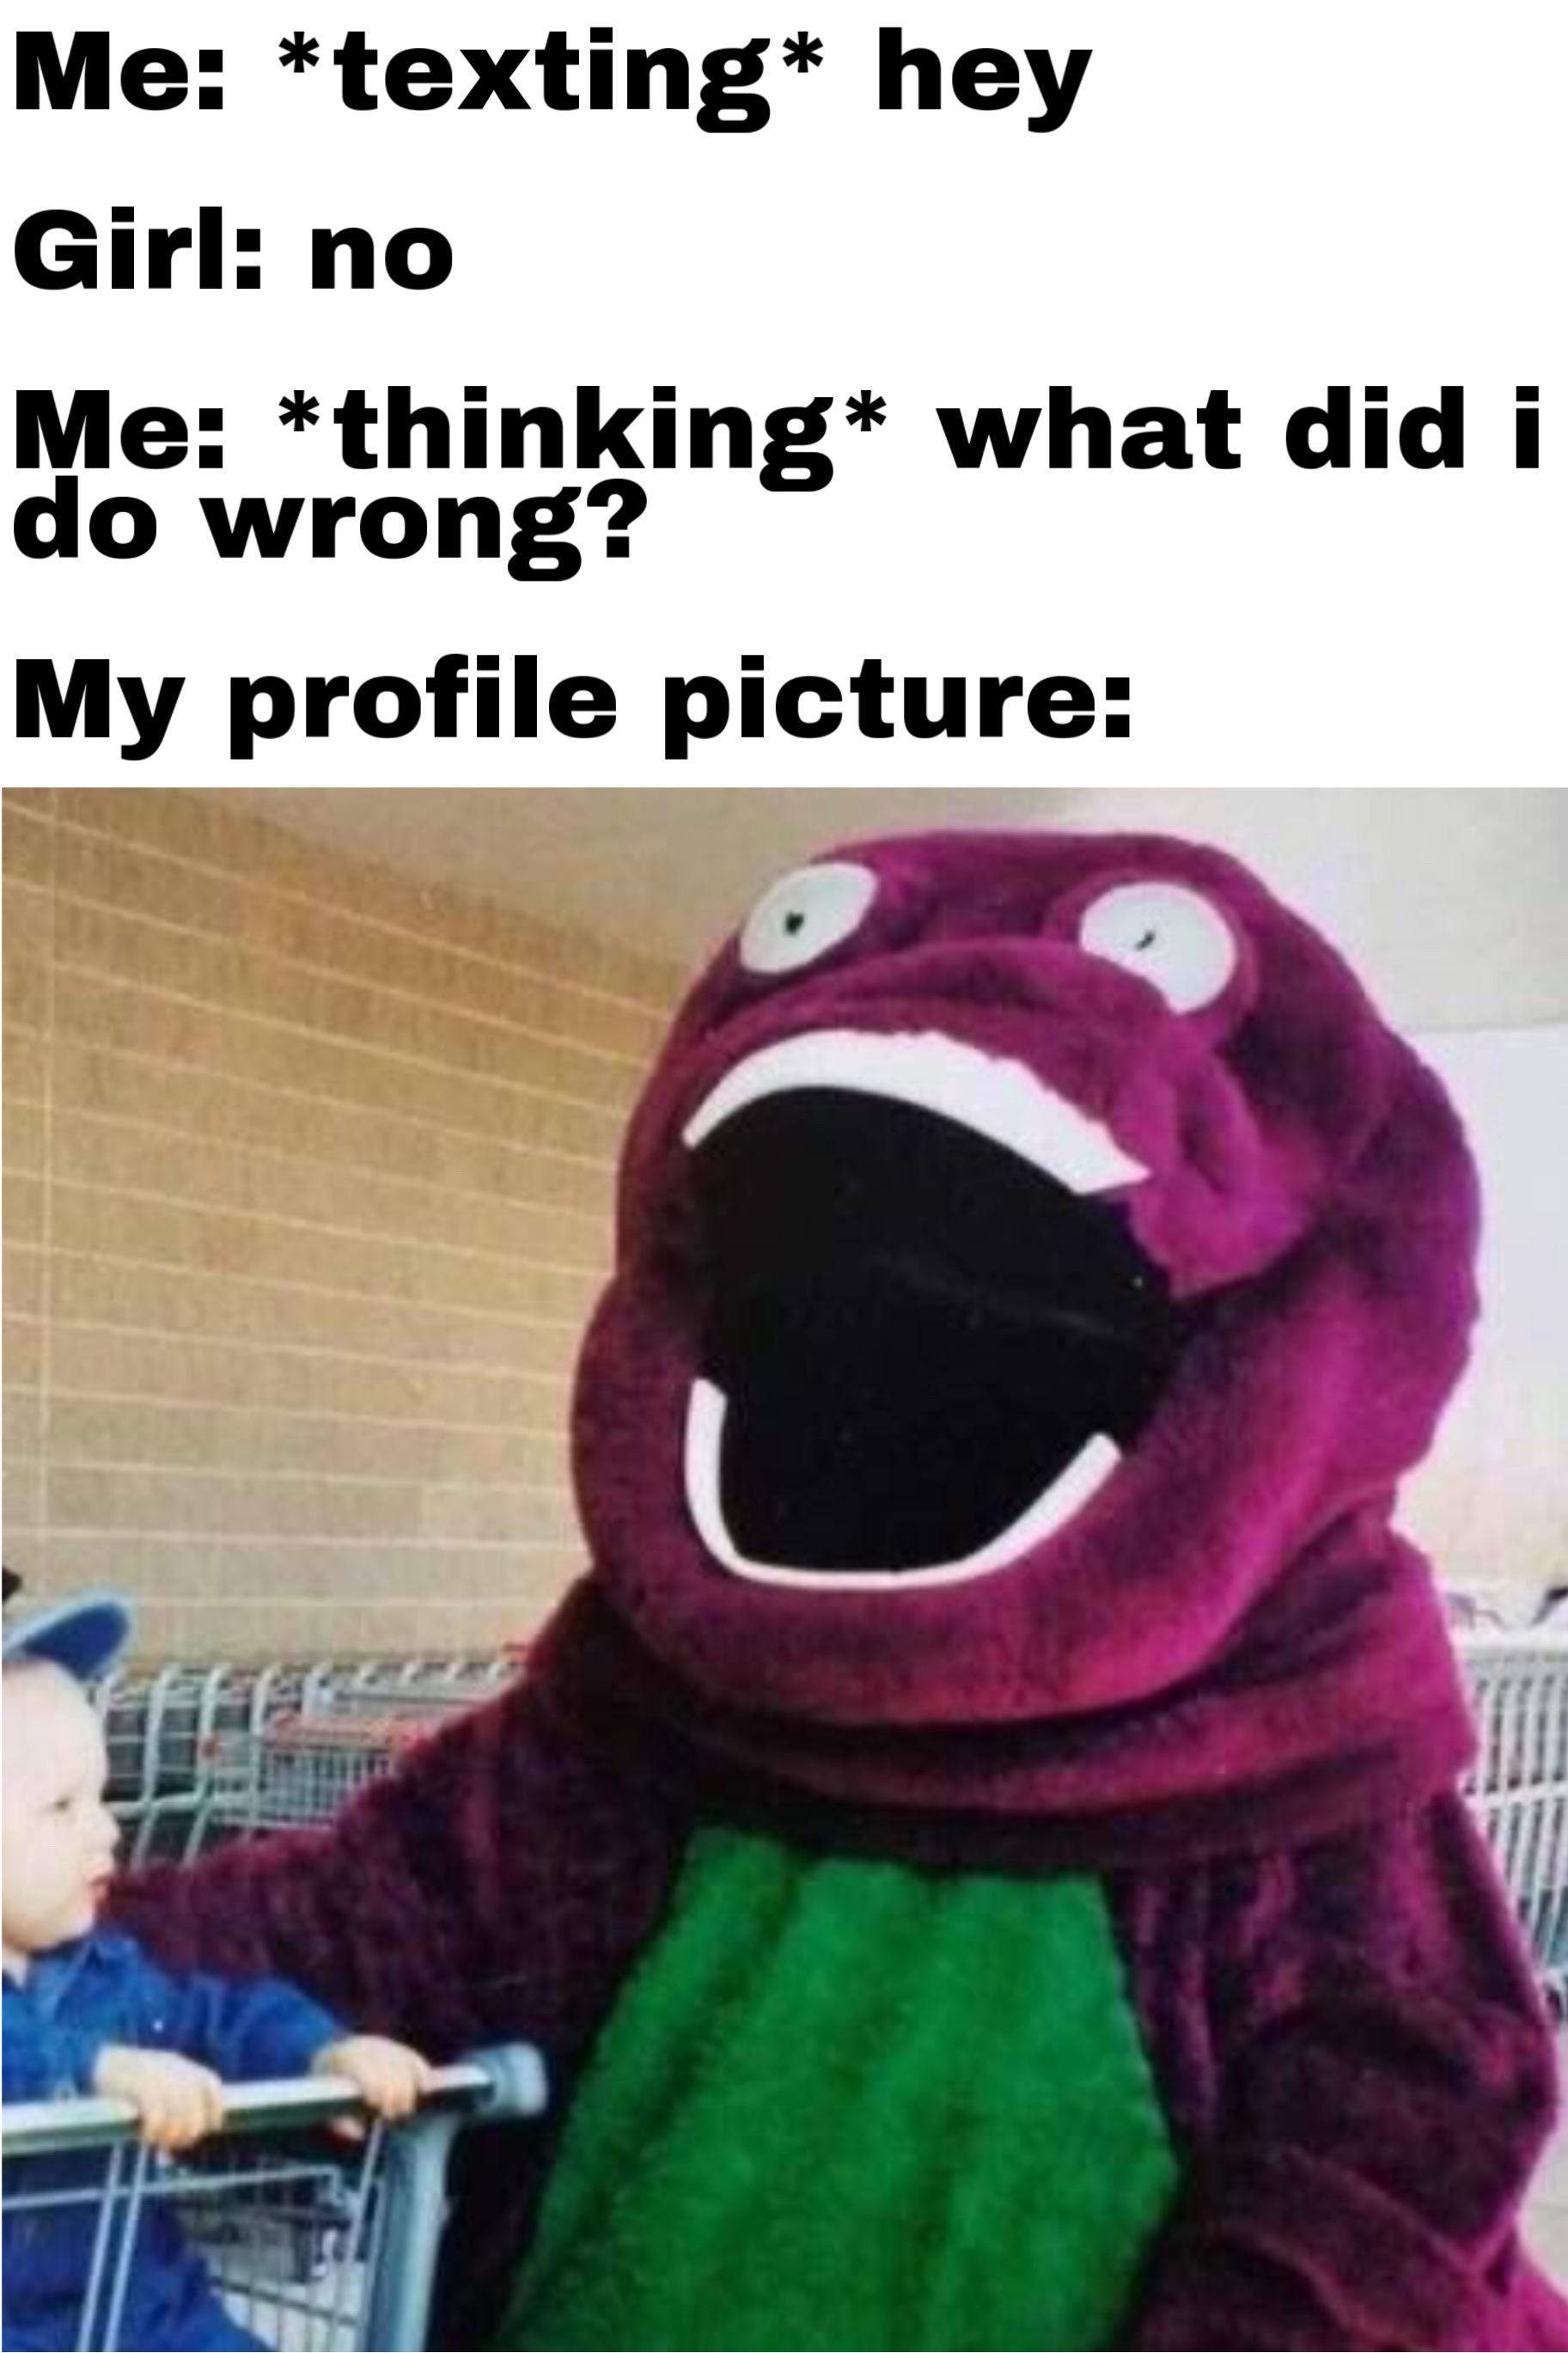 Me: *texting* hey
Girl: no
Me: *thinking* what did i
do wrong?
My profile picture: